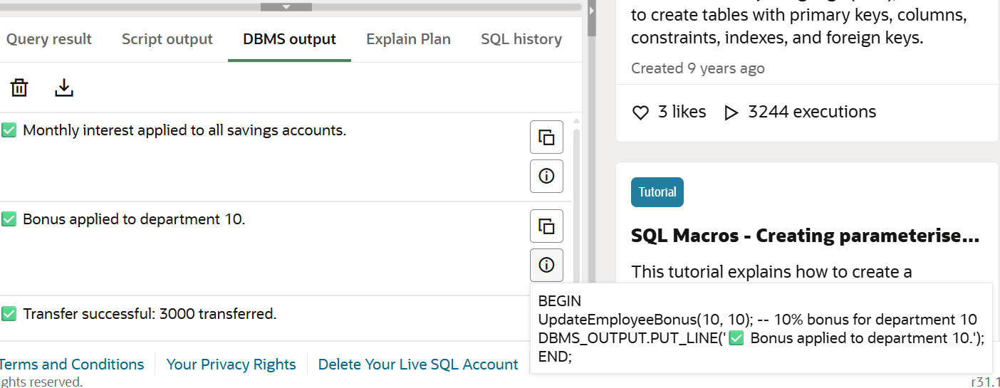 to create tables with primary keys, columns,
constraints, indexes, and foreign keys.
Created 9 years ago
3 likes 3244 executions
Query result Script output DBMS output Explain Plan SQL history
✅ Monthly interest applied to all savings accounts.
✅ Bonus applied to department 10.
✅ Transfer successful: 3000 transferred.
Tutorial
SQL Macros - Creating parameterise...
This tutorial explains how to create a
BEGIN
UpdateEmployeeBonus(10, 10); -- 10% bonus for department 10
DBMS_OUTPUT.PUT_LINE('✅ Bonus applied to department 10.');
END;
Terms and Conditions Your Privacy Rights Delete Your Live SQL Account
ghts reserved.
r31.1